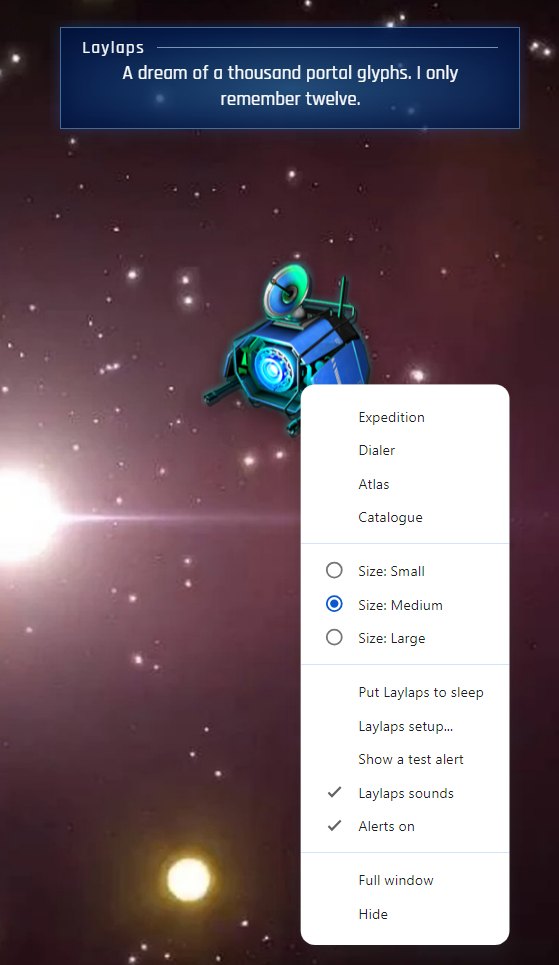 Laylaps
A dream of a thousand portal glyphs. I only
remember twelve.
Expedition
Dialer
Atlas
Catalogue
Size: Small
Size: Medium
Size: Large
Put Laylaps to sleep
Laylaps setup...
Show a test alert
Laylaps sounds
Alerts on
Full window
Hide